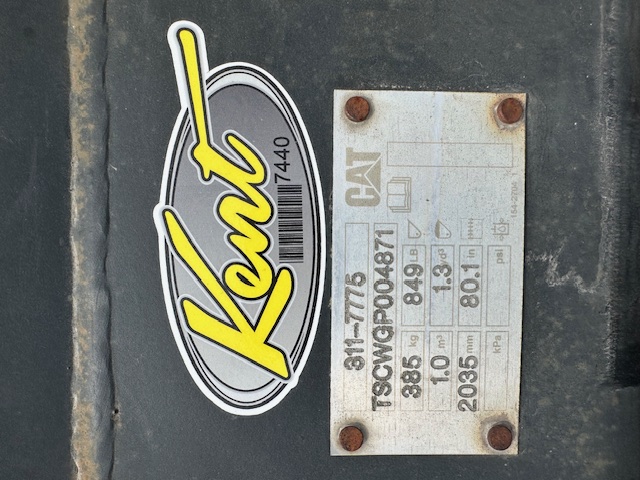 Kent
7440
CAT
311-7775
TSCWGP004871
385 kg 849 LB
1.0 m³ 1.3 yd³
2035 mm 80.1 in
kPa psi